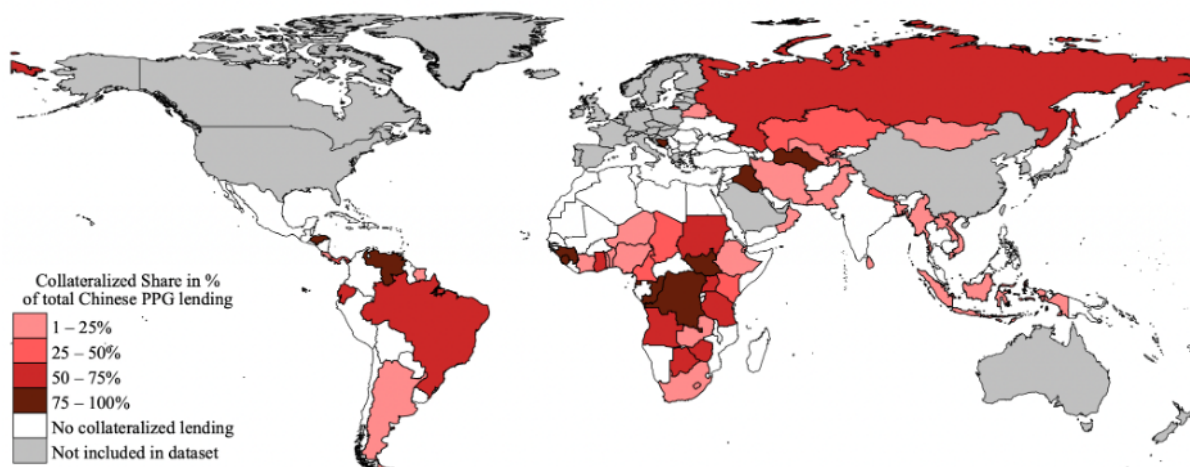 Collateralized Share in %
of total Chinese PPG lending
1 – 25%
25 – 50%
50 – 75%
75 – 100%
No collateralized lending
Not included in dataset